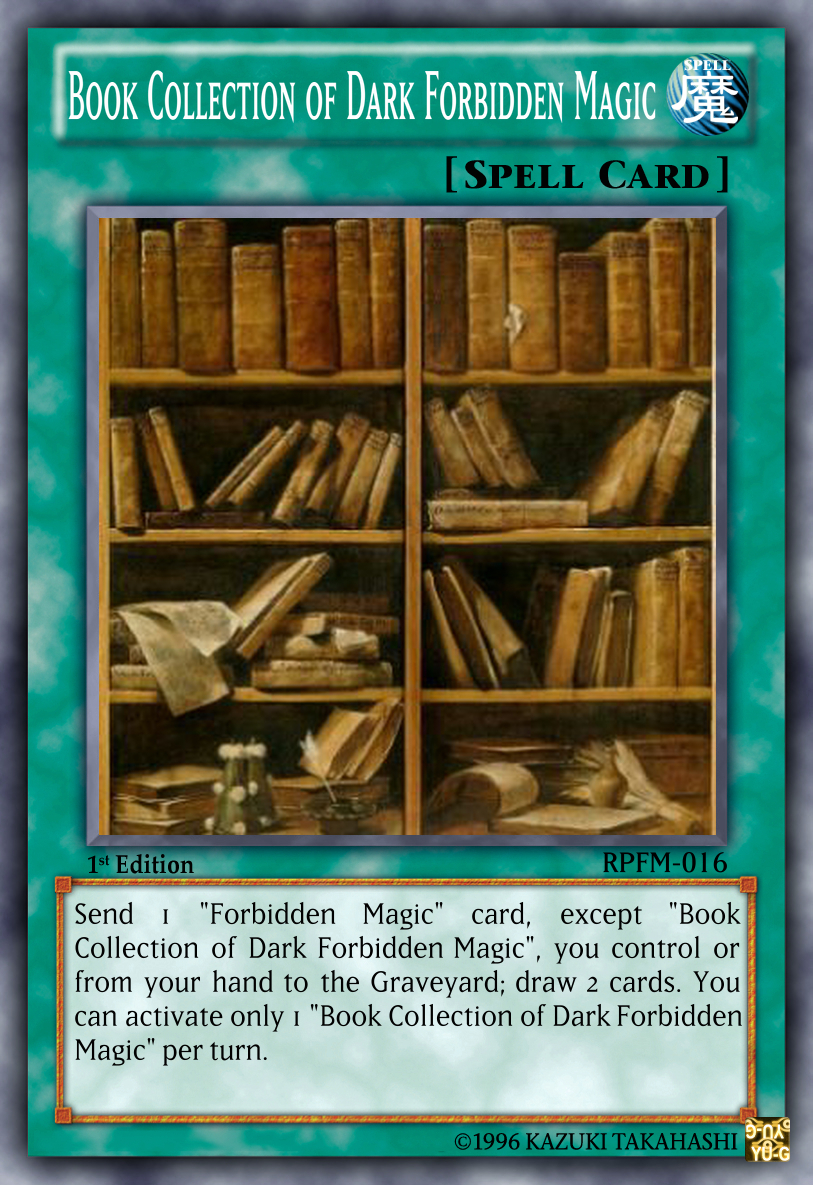 Book Collection of Dark Forbidden Magic
SPELL
魔
[Spell Card]
1st Edition
RPFM-016
Send 1 "Forbidden Magic" card, except "Book
Collection of Dark Forbidden Magic", you control or
from your hand to the Graveyard; draw 2 cards. You
can activate only 1 "Book Collection of Dark Forbidden
Magic" per turn.
©1996 KAZUKI TAKAHASHI